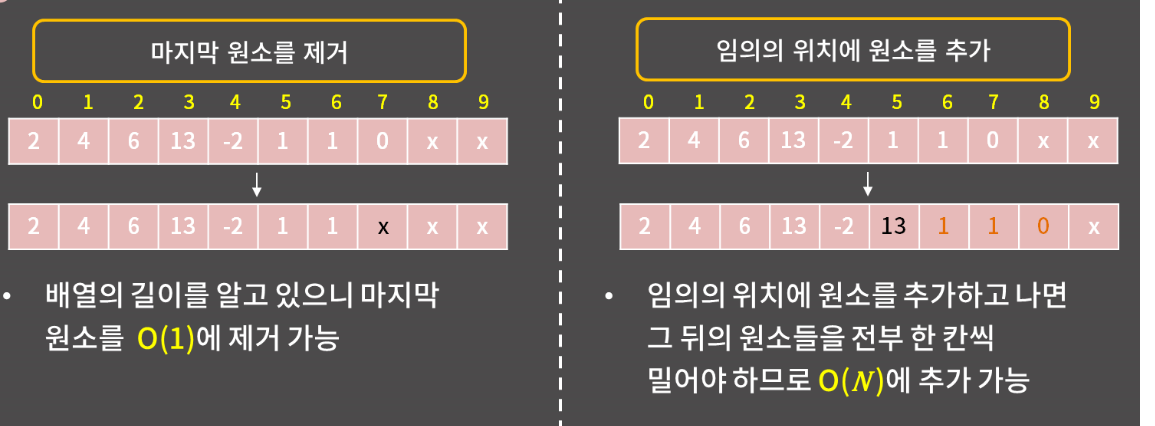 마지막 원소를 제거
0 1 2 3 4 5 6 7 8 9
2 4 6 13 -2 1 1 0 x x
2 4 6 13 -2 1 1 x x x
• 배열의 길이를 알고 있으니 마지막
원소를 O(1)에 제거 가능
임의의 위치에 원소를 추가
0 1 2 3 4 5 6 7 8 9
2 4 6 13 -2 1 1 0 x x
2 4 6 13 -2 13 1 1 0 x
• 임의의 위치에 원소를 추가하고 나면
그 뒤의 원소들을 전부 한 칸씩
밀어야 하므로 O(N)에 추가 가능